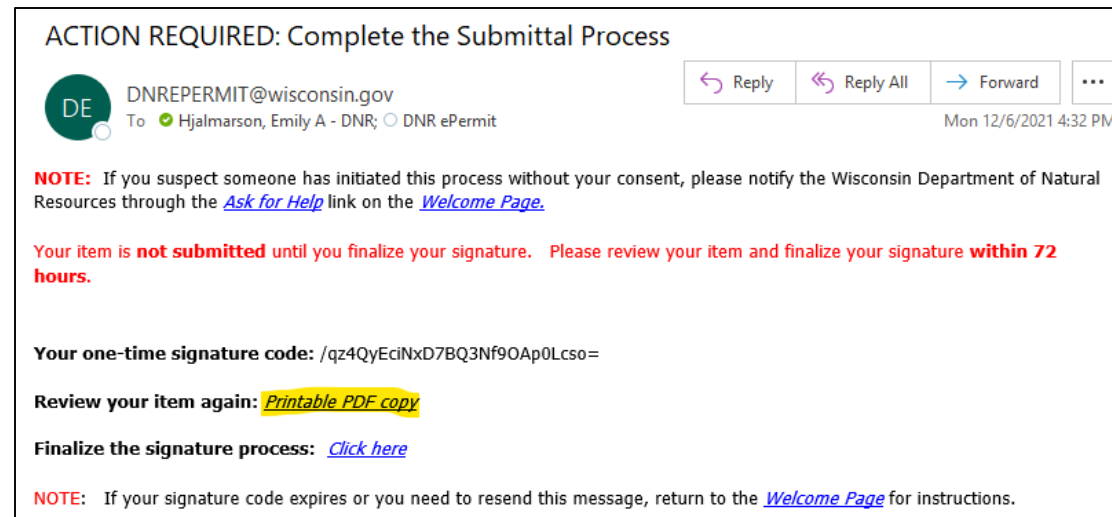 ACTION REQUIRED: Complete the Submittal Process
DE
DNREPERMIT@wisconsin.gov
To Hjalmarson, Emily A - DNR; DNR ePermit
Reply Reply All Forward ...
Mon 12/6/2021 4:32 PM
NOTE: If you suspect someone has initiated this process without your consent, please notify the Wisconsin Department of Natural
Resources through the Ask for Help link on the Welcome Page.
Your item is not submitted until you finalize your signature. Please review your item and finalize your signature within 72
hours.
Your one-time signature code: /qz4QyEciNxD7BQ3Nf9OAp0Lcso=
Review your item again: Printable PDF copy
Finalize the signature process: Click here
NOTE: If your signature code expires or you need to resend this message, return to the Welcome Page for instructions.